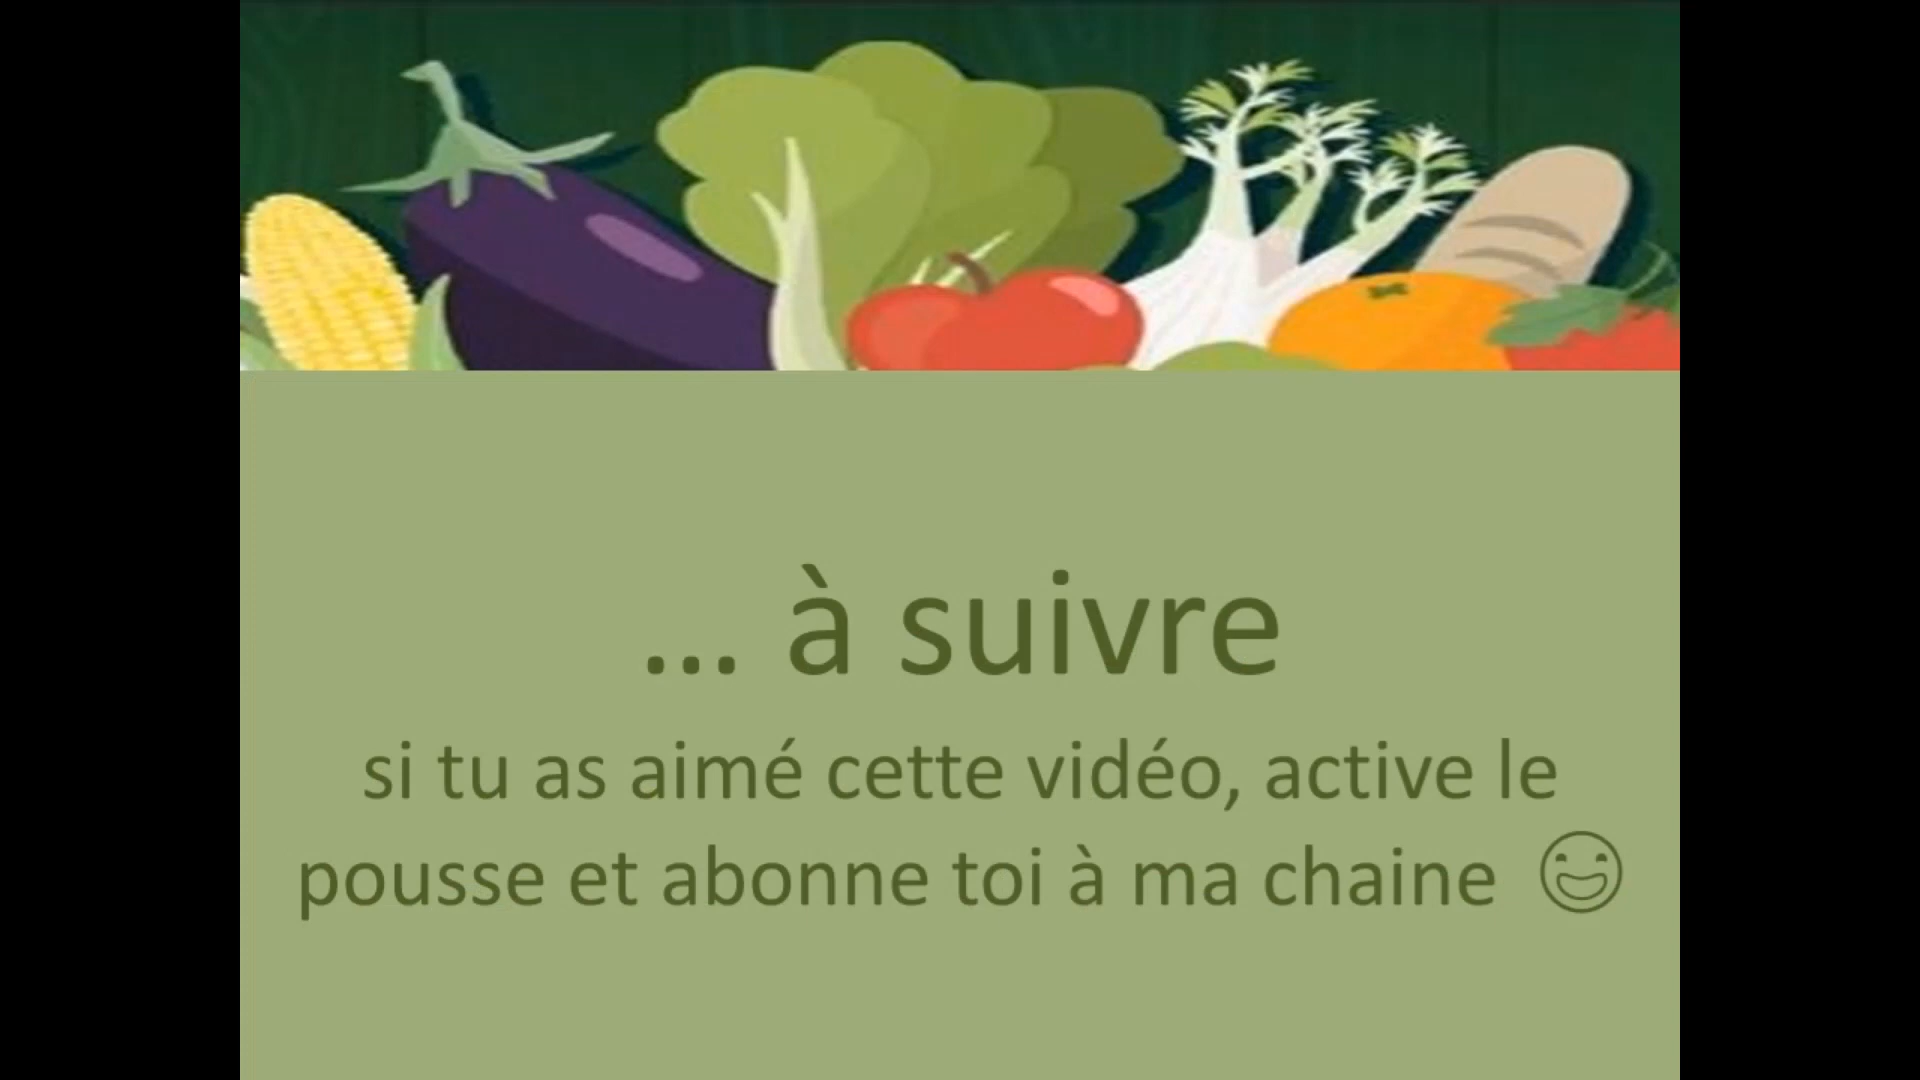 ... à suivre
si tu as aimé cette vidéo, active le
pousse et abonne toi à ma chaine 😄